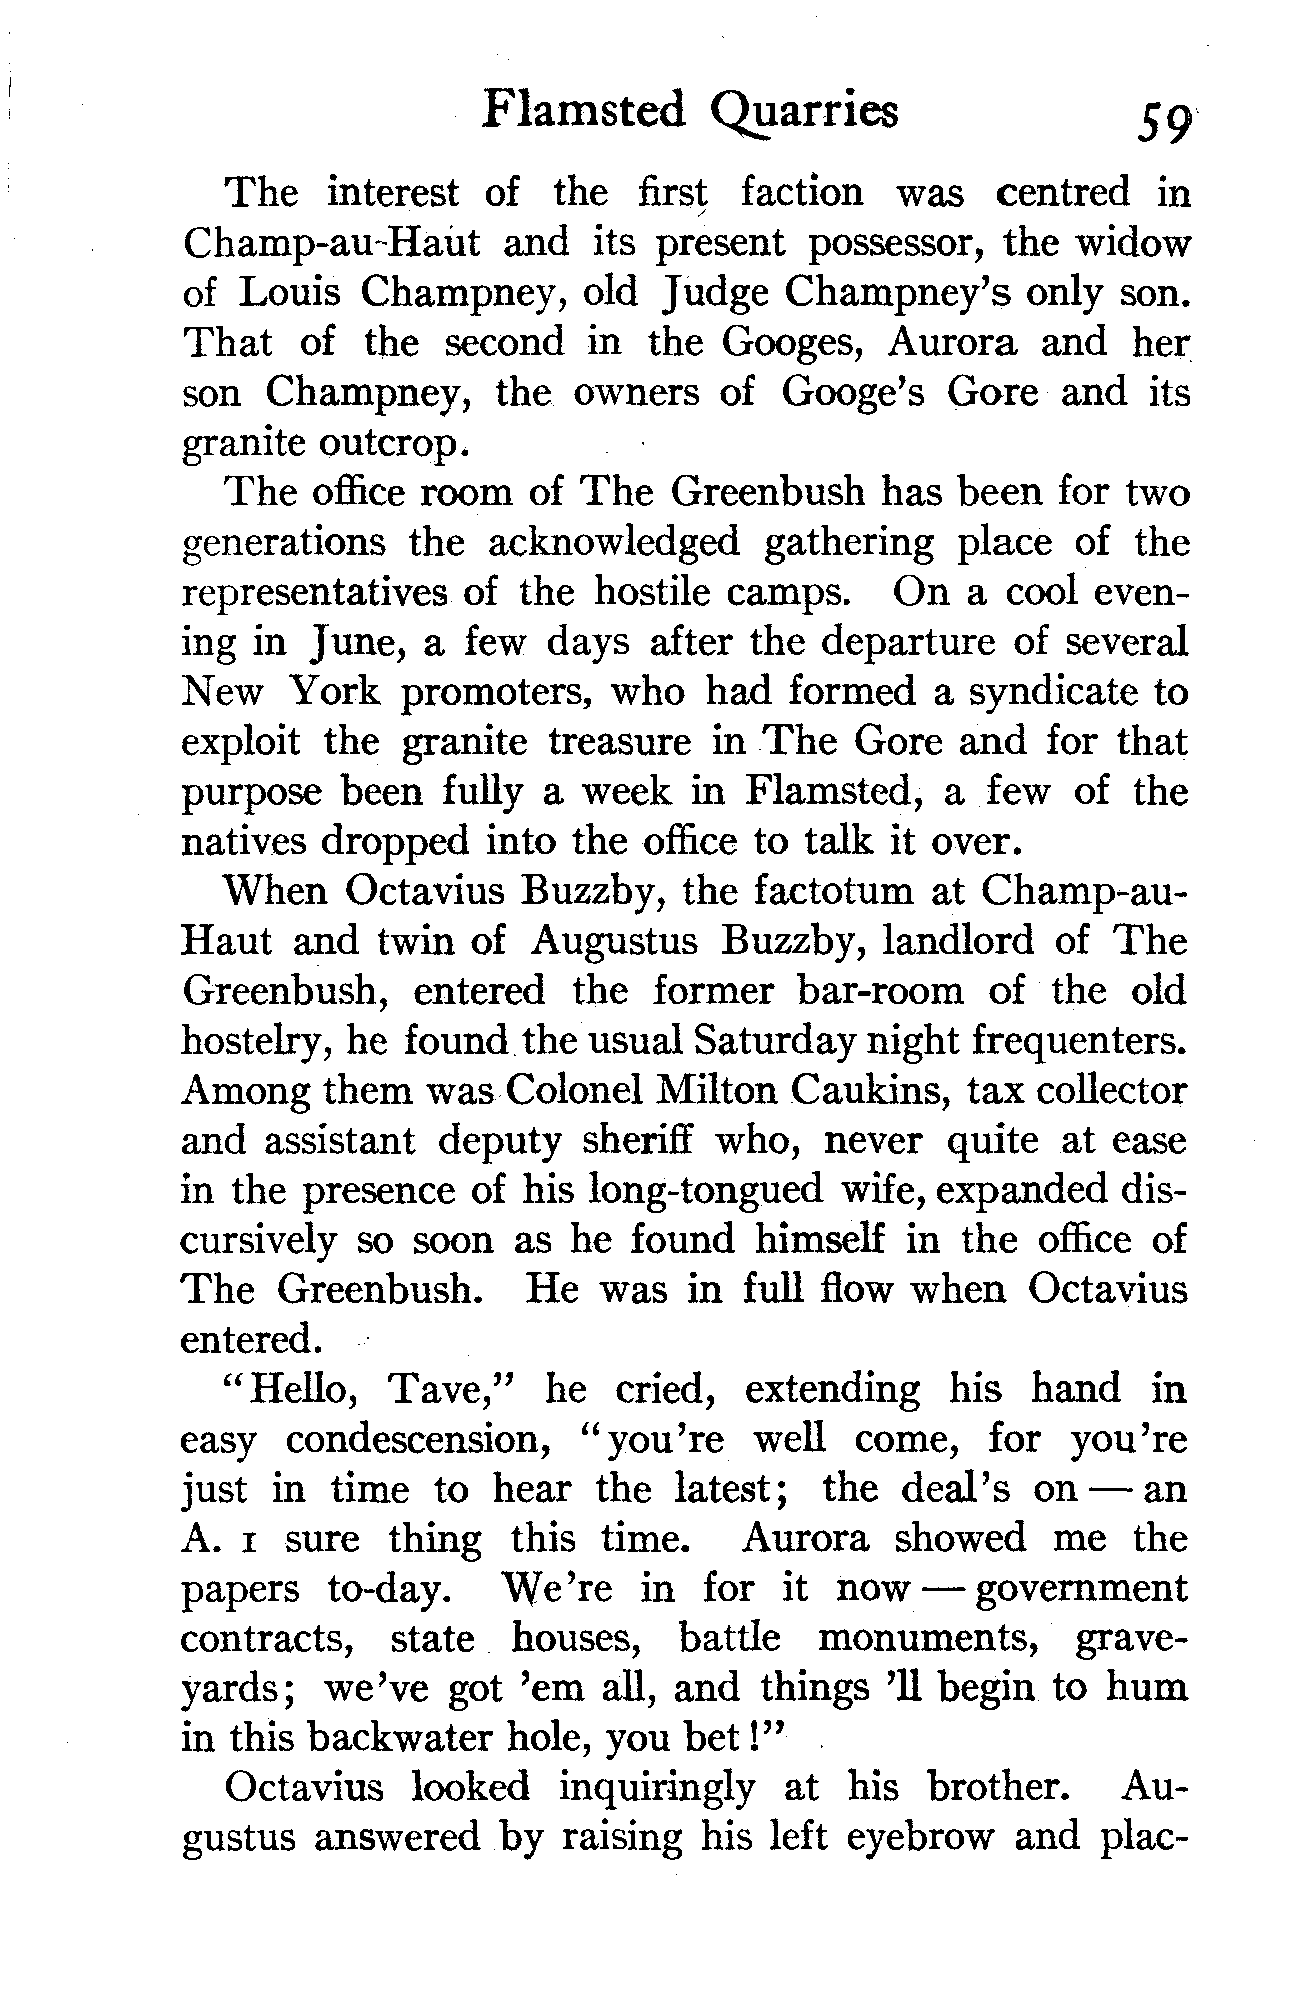 Flamsted Quarries 59
The interest of the first faction was centred in
Champ-au-Haut and its present possessor, the widow
of Louis Champney, old Judge Champney's only son.
That of the second in the Googes, Aurora and her
son Champney, the owners of Googe's Gore and its
granite outcrop.
The office room of The Greenbush has been for two
generations the acknowledged gathering place of the
representatives of the hostile camps. On a cool even-
ing in June, a few days after the departure of several
New York promoters, who had formed a syndicate to
exploit the granite treasure in The Gore and for that
purpose been fully a week in Flamsted, a few of the
natives dropped into the office to talk it over.
When Octavius Buzzby, the factotum at Champ-au-
Haut and twin of Augustus Buzzby, landlord of The
Greenbush, entered the former bar-room of the old
hostelry, he found the usual Saturday night frequenters.
Among them was Colonel Milton Caukins, tax collector
and assistant deputy sheriff who, never quite at ease
in the presence of his long-tongued wife, expanded dis-
cursively so soon as he found himself in the office of
The Greenbush. He was in full flow when Octavius
entered.
"Hello, Tave," he cried, extending his hand in
easy condescension, "you're well come, for you're
just in time to hear the latest; the deal's on — an
A. 1 sure thing this time. Aurora showed me the
papers to-day. We're in for it now — government
contracts, state houses, battle monuments, grave-
yards; we've got 'em all, and things 'll begin to hum
in this backwater hole, you bet!"
Octavius looked inquiringly at his brother. Au-
gustus answered by raising his left eyebrow and plac-